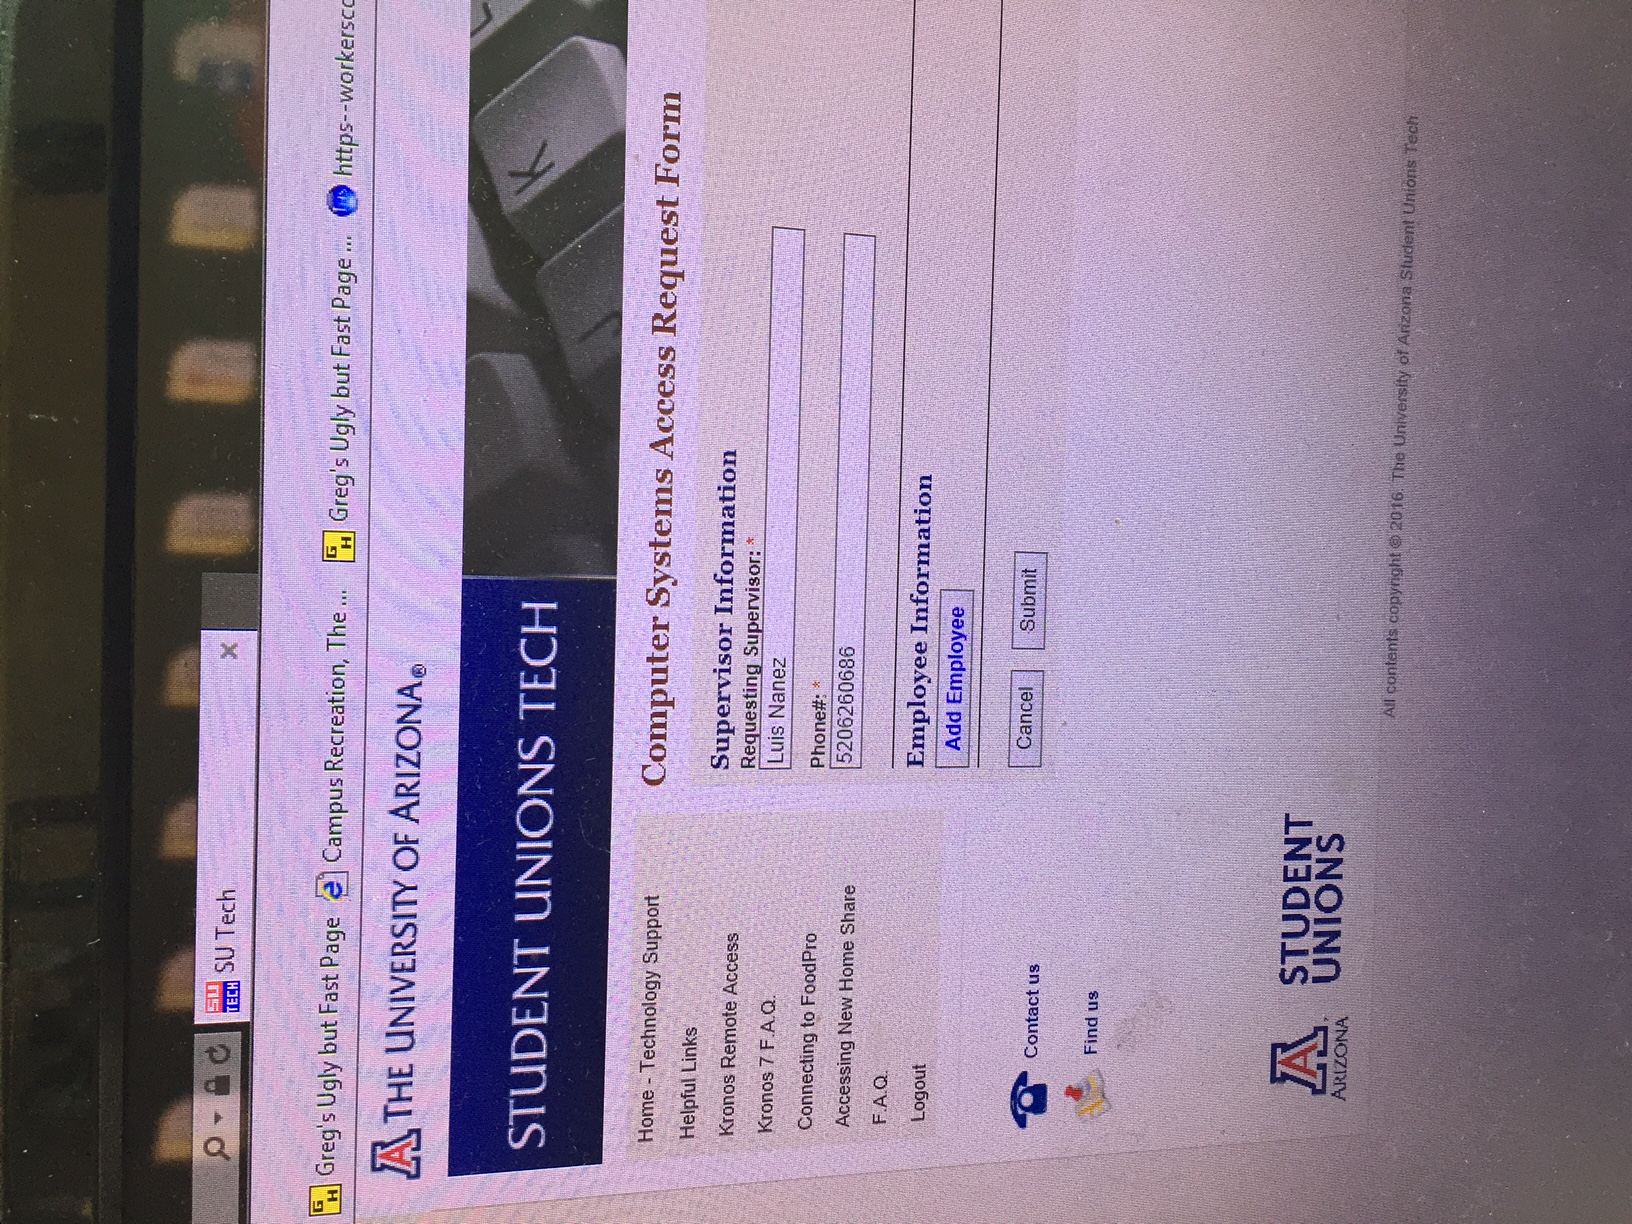 SU
TECH
SU Tech
G
H
Greg's Ugly but Fast Page
Campus Recreation, The ...
G
H
Greg's Ugly but Fast Page ...
https--workerscc
A THE UNIVERSITY OF ARIZONA®
STUDENT UNIONS TECH
K
J
L
Home - Technology Support
Helpful Links
Kronos Remote Access
Kronos 7 F.A.Q.
Connecting to FoodPro
Accessing New Home Share
F.A.Q.
Logout
Contact us
Find us
Computer Systems Access Request Form
Supervisor Information
Requesting Supervisor: *
Luis Nanez
Phone#: *
5206260686
Employee Information
Add Employee
Cancel
Submit
A
ARIZONA
STUDENT
UNIONS
All contents copyright © 2016. The University of Arizona Student Unions Tech